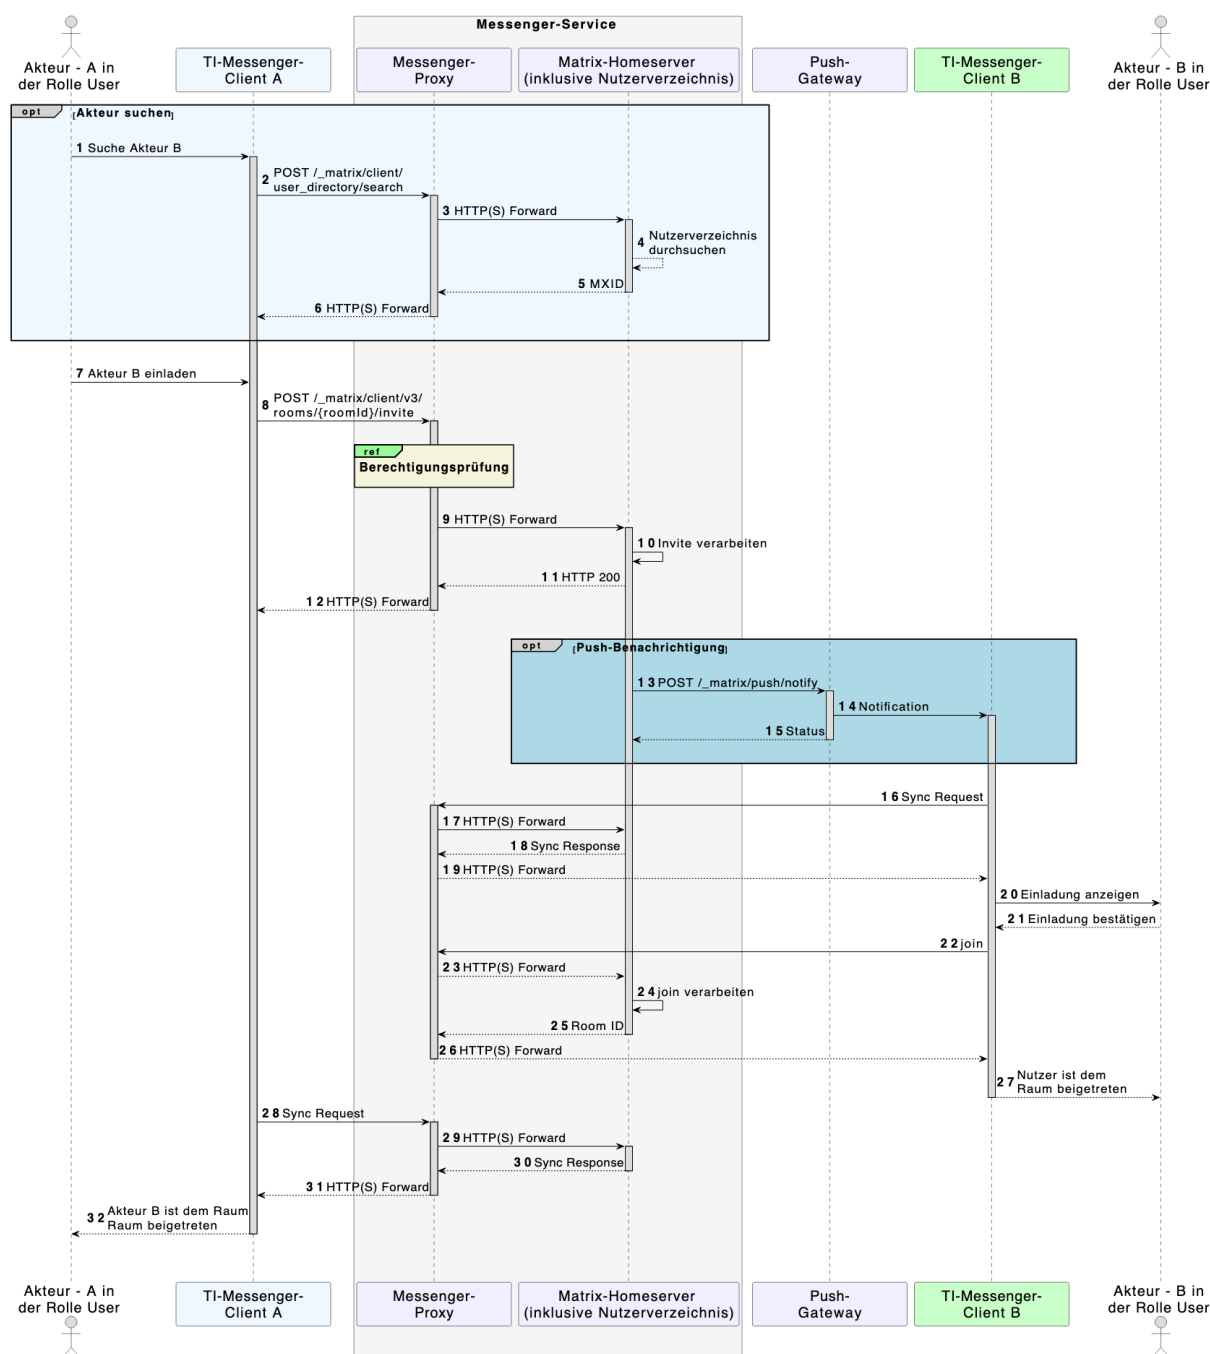 Messenger-Service
Akteur - A in
der Rolle User
TI-Messenger-
Client A
Messenger-
Proxy
Matrix-Homeserver
(inklusive Nutzerverzeichnis)
Push-
Gateway
TI-Messenger-
Client B
Akteur - B in
der Rolle User
opt [Akteur suchen]
1 Suche Akteur B
2 POST /_matrix/client/
user_directory/search
3 HTTP(S) Forward
4 Nutzerverzeichnis
durchsuchen
5 MXID
6 HTTP(S) Forward
7 Akteur B einladen
8 POST /_matrix/client/v3/
rooms/{roomId}/invite
ref
Berechtigungsprüfung
9 HTTP(S) Forward
10 Invite verarbeiten
11 HTTP 200
12 HTTP(S) Forward
opt [Push-Benachrichtigung]
13 POST /_matrix/push/notify
14 Notification
15 Status
16 Sync Request
17 HTTP(S) Forward
18 Sync Response
19 HTTP(S) Forward
20 Einladung anzeigen
21 Einladung bestätigen
22 join
23 HTTP(S) Forward
24 join verarbeiten
25 Room ID
26 HTTP(S) Forward
27 Nutzer ist dem
Raum beigetreten
28 Sync Request
29 HTTP(S) Forward
30 Sync Response
31 HTTP(S) Forward
32 Akteur B ist dem Raum
Raum beigetreten
Akteur - A in
der Rolle User
TI-Messenger-
Client A
Messenger-
Proxy
Matrix-Homeserver
(inklusive Nutzerverzeichnis)
Push-
Gateway
TI-Messenger-
Client B
Akteur - B in
der Rolle User